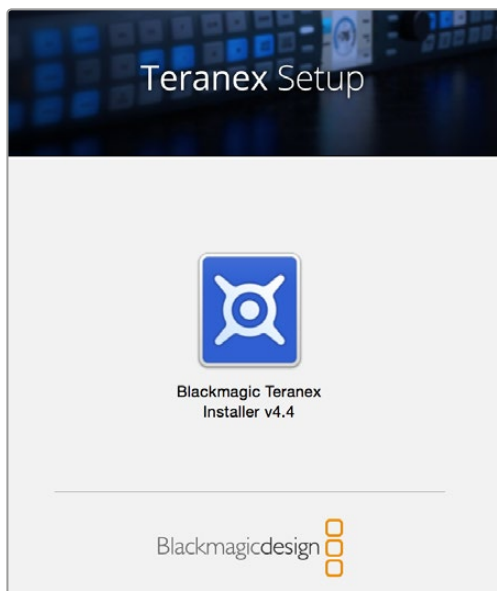 Teranex Setup
Blackmagic Teranex
Installer v4.4
Blackmagicdesign